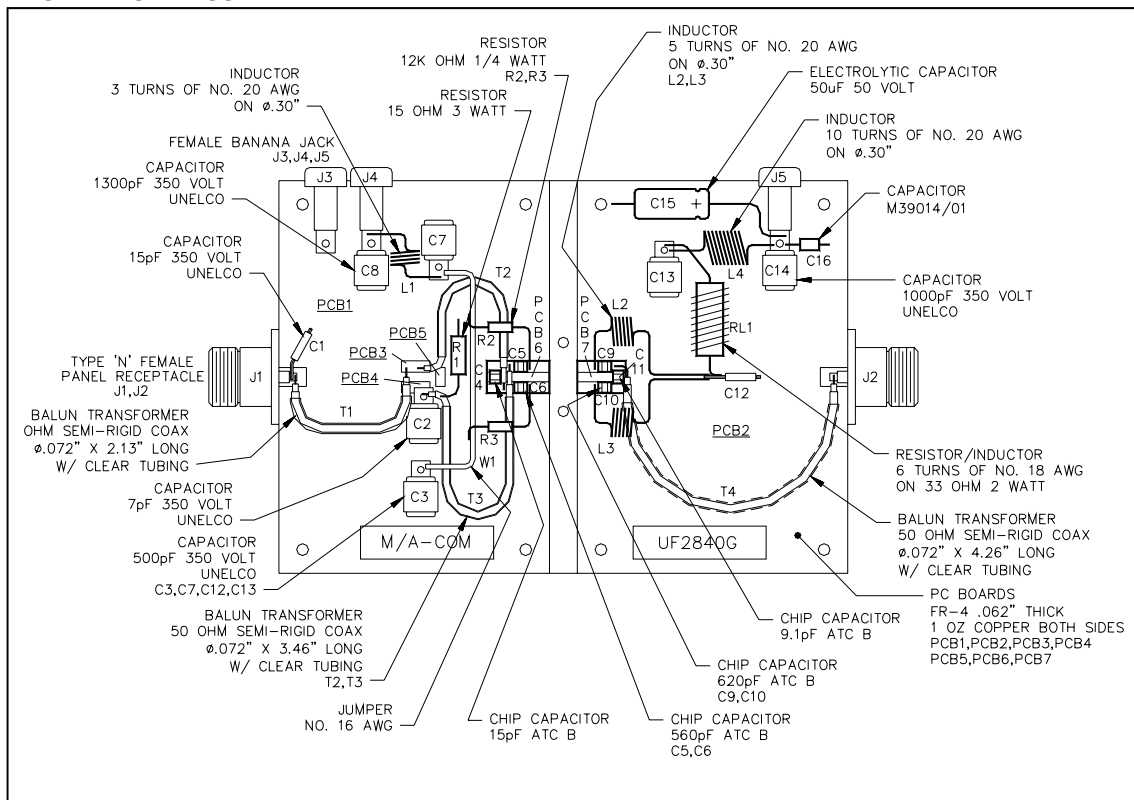 RESISTOR
12K OHM 1/4 WATT
R2,R3
INDUCTOR
5 TURNS OF NO. 20 AWG
ON ø.30"
L2,L3
INDUCTOR
3 TURNS OF NO. 20 AWG
ON ø.30"
RESISTOR
15 OHM 3 WATT
ELECTROLYTIC CAPACITOR
50uF 50 VOLT
INDUCTOR
10 TURNS OF NO. 20 AWG
ON ø.30"
FEMALE BANANA JACK
J3,J4,J5
CAPACITOR
1300pF 350 VOLT
UNELCO
CAPACITOR
M39014/01
CAPACITOR
15pF 350 VOLT
UNELCO
CAPACITOR
1000pF 350 VOLT
UNELCO
J3
J4
J5
C15
+
C7
C8
L1
T2
C13
L4
C14
C16
PCB1
C1
PCB5
PCB3
PCB4
R1
R2
C5
C4
C6
PCB6
PCB7
L2
C9
C11
C10
RL1
C12
J1
J2
TYPE 'N' FEMALE
PANEL RECEPTACLE
J1,J2
T1
C2
R3
L3
PCB2
BALUN TRANSFORMER
OHM SEMI-RIGID COAX
ø.072" X 2.13" LONG
W/ CLEAR TUBING
W1
C3
T3
T4
RESISTOR/INDUCTOR
6 TURNS OF NO. 18 AWG
ON 33 OHM 2 WATT
CAPACITOR
7pF 350 VOLT
UNELCO
M/A-COM
UF2840G
BALUN TRANSFORMER
50 OHM SEMI-RIGID COAX
ø.072" X 4.26" LONG
W/ CLEAR TUBING
CAPACITOR
500pF 350 VOLT
UNELCO
C3,C7,C12,C13
PC BOARDS
FR-4 .062" THICK
1 OZ COPPER BOTH SIDES
PCB1,PCB2,PCB3,PCB4
PCB5,PCB6,PCB7
BALUN TRANSFORMER
50 OHM SEMI-RIGID COAX
ø.072" X 3.46" LONG
W/ CLEAR TUBING
T2,T3
CHIP CAPACITOR
9.1pF ATC B
CHIP CAPACITOR
620pF ATC B
C9,C10
JUMPER
NO. 16 AWG
CHIP CAPACITOR
15pF ATC B
CHIP CAPACITOR
560pF ATC B
C5,C6